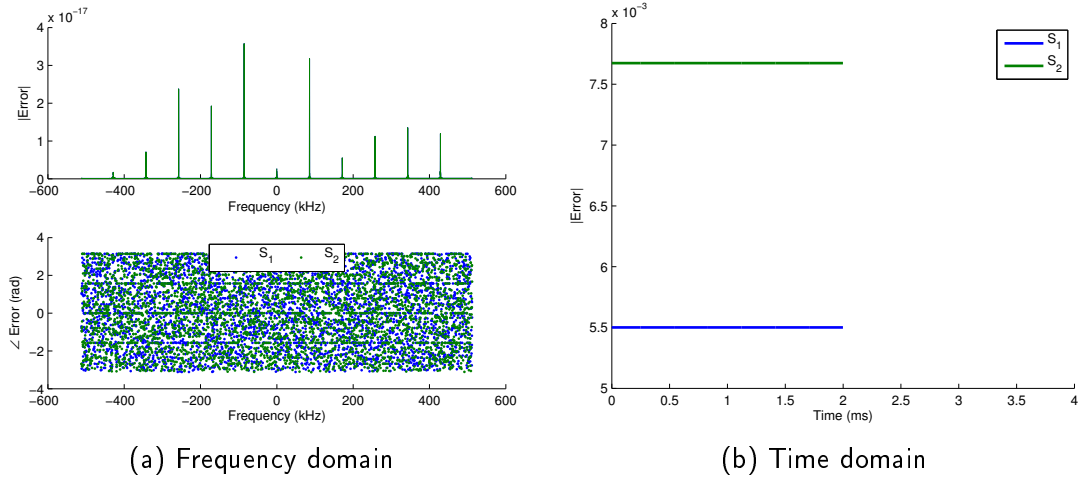 x 10⁻¹⁷
4
3
2
1
0
|Error|
−600 −400 −200 0 200 400 600
Frequency (kHz)
4
2
0
−2
−4
∠ Error (rad)
S₁ S₂
−600 −400 −200 0 200 400 600
Frequency (kHz)
(a) Frequency domain
x 10⁻³
8
7.5
7
6.5
6
5.5
5
|Error|
S₁
S₂
0 0.5 1 1.5 2 2.5 3 3.5 4
Time (ms)
(b) Time domain